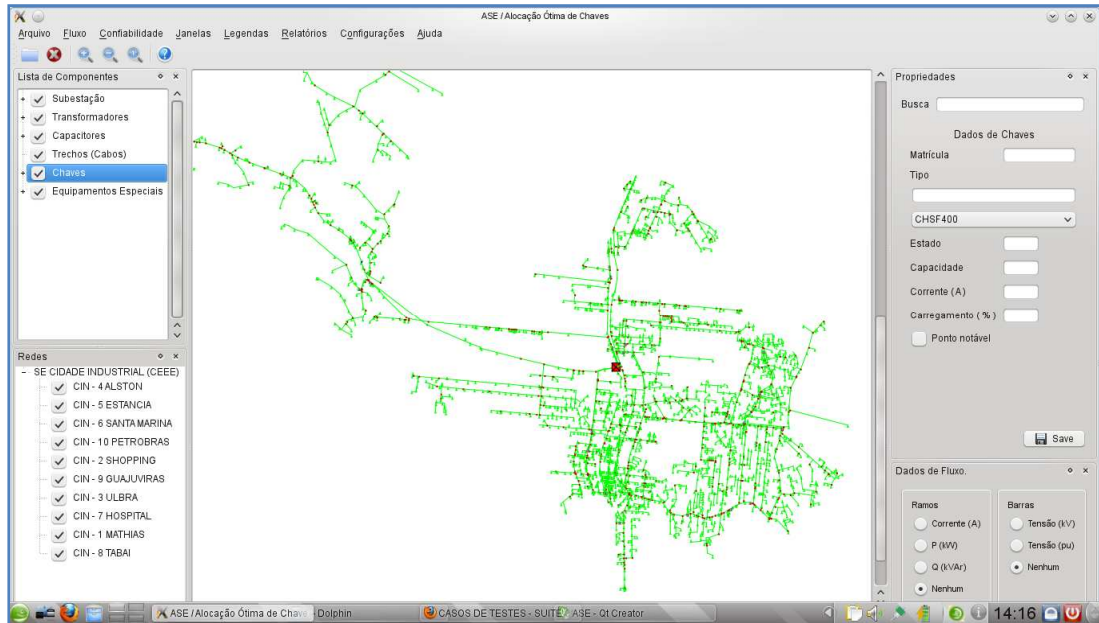 ASE / Alocação Ótima de Chaves
Arquivo Fluxo Confiabilidade Janelas Legendas Relatórios Configurações Ajuda
Lista de Componentes
Subestação
Transformadores
Capacitores
Trechos (Cabos)
Chaves
Equipamentos Especiais
Redes
SE CIDADE INDUSTRIAL (CEEE)
CIN - 4 ALSTON
CIN - 5 ESTANCIA
CIN - 6 SANTA MARINA
CIN - 10 PETROBRAS
CIN - 2 SHOPPING
CIN - 9 GUAJUVIRAS
CIN - 3 ULBRA
CIN - 7 HOSPITAL
CIN - 1 MATHIAS
CIN - 8 TABAI
Propriedades
Busca
Dados de Chaves
Matrícula
Tipo
CHSF400
Estado
Capacidade
Corrente (A)
Carregamento ( % )
Ponto notável
Save
Dados de Fluxo.
Ramos
Corrente (A)
P (kW)
Q (kVAr)
Nenhum
Barras
Tensão (kV)
Tensão (pu)
Nenhum
ASE / Alocação Ótima de Chave
Dolphin
CASOS DE TESTES - SUITE
ASE - Qt Creator
14:16